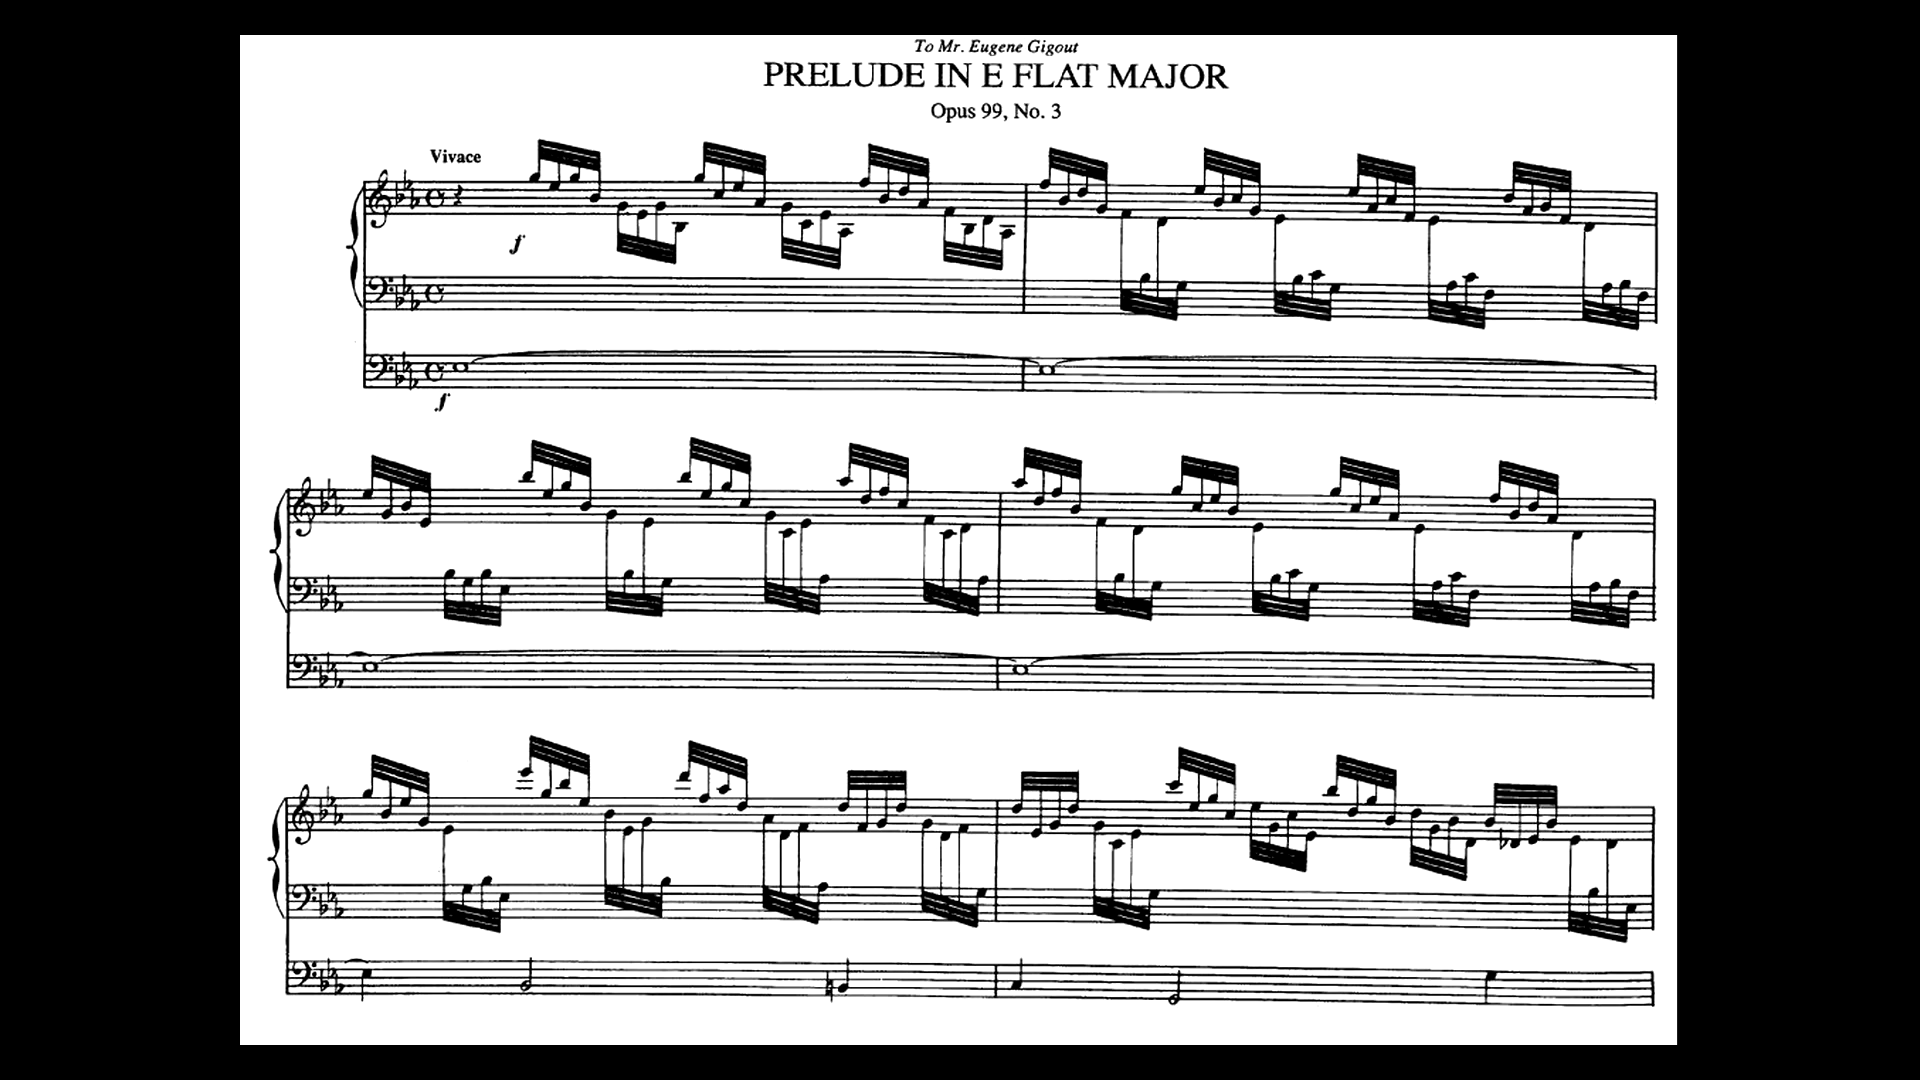 To Mr. Eugene Gigout
PRELUDE IN E FLAT MAJOR
Opus 99, No. 3
Vivace
f
f